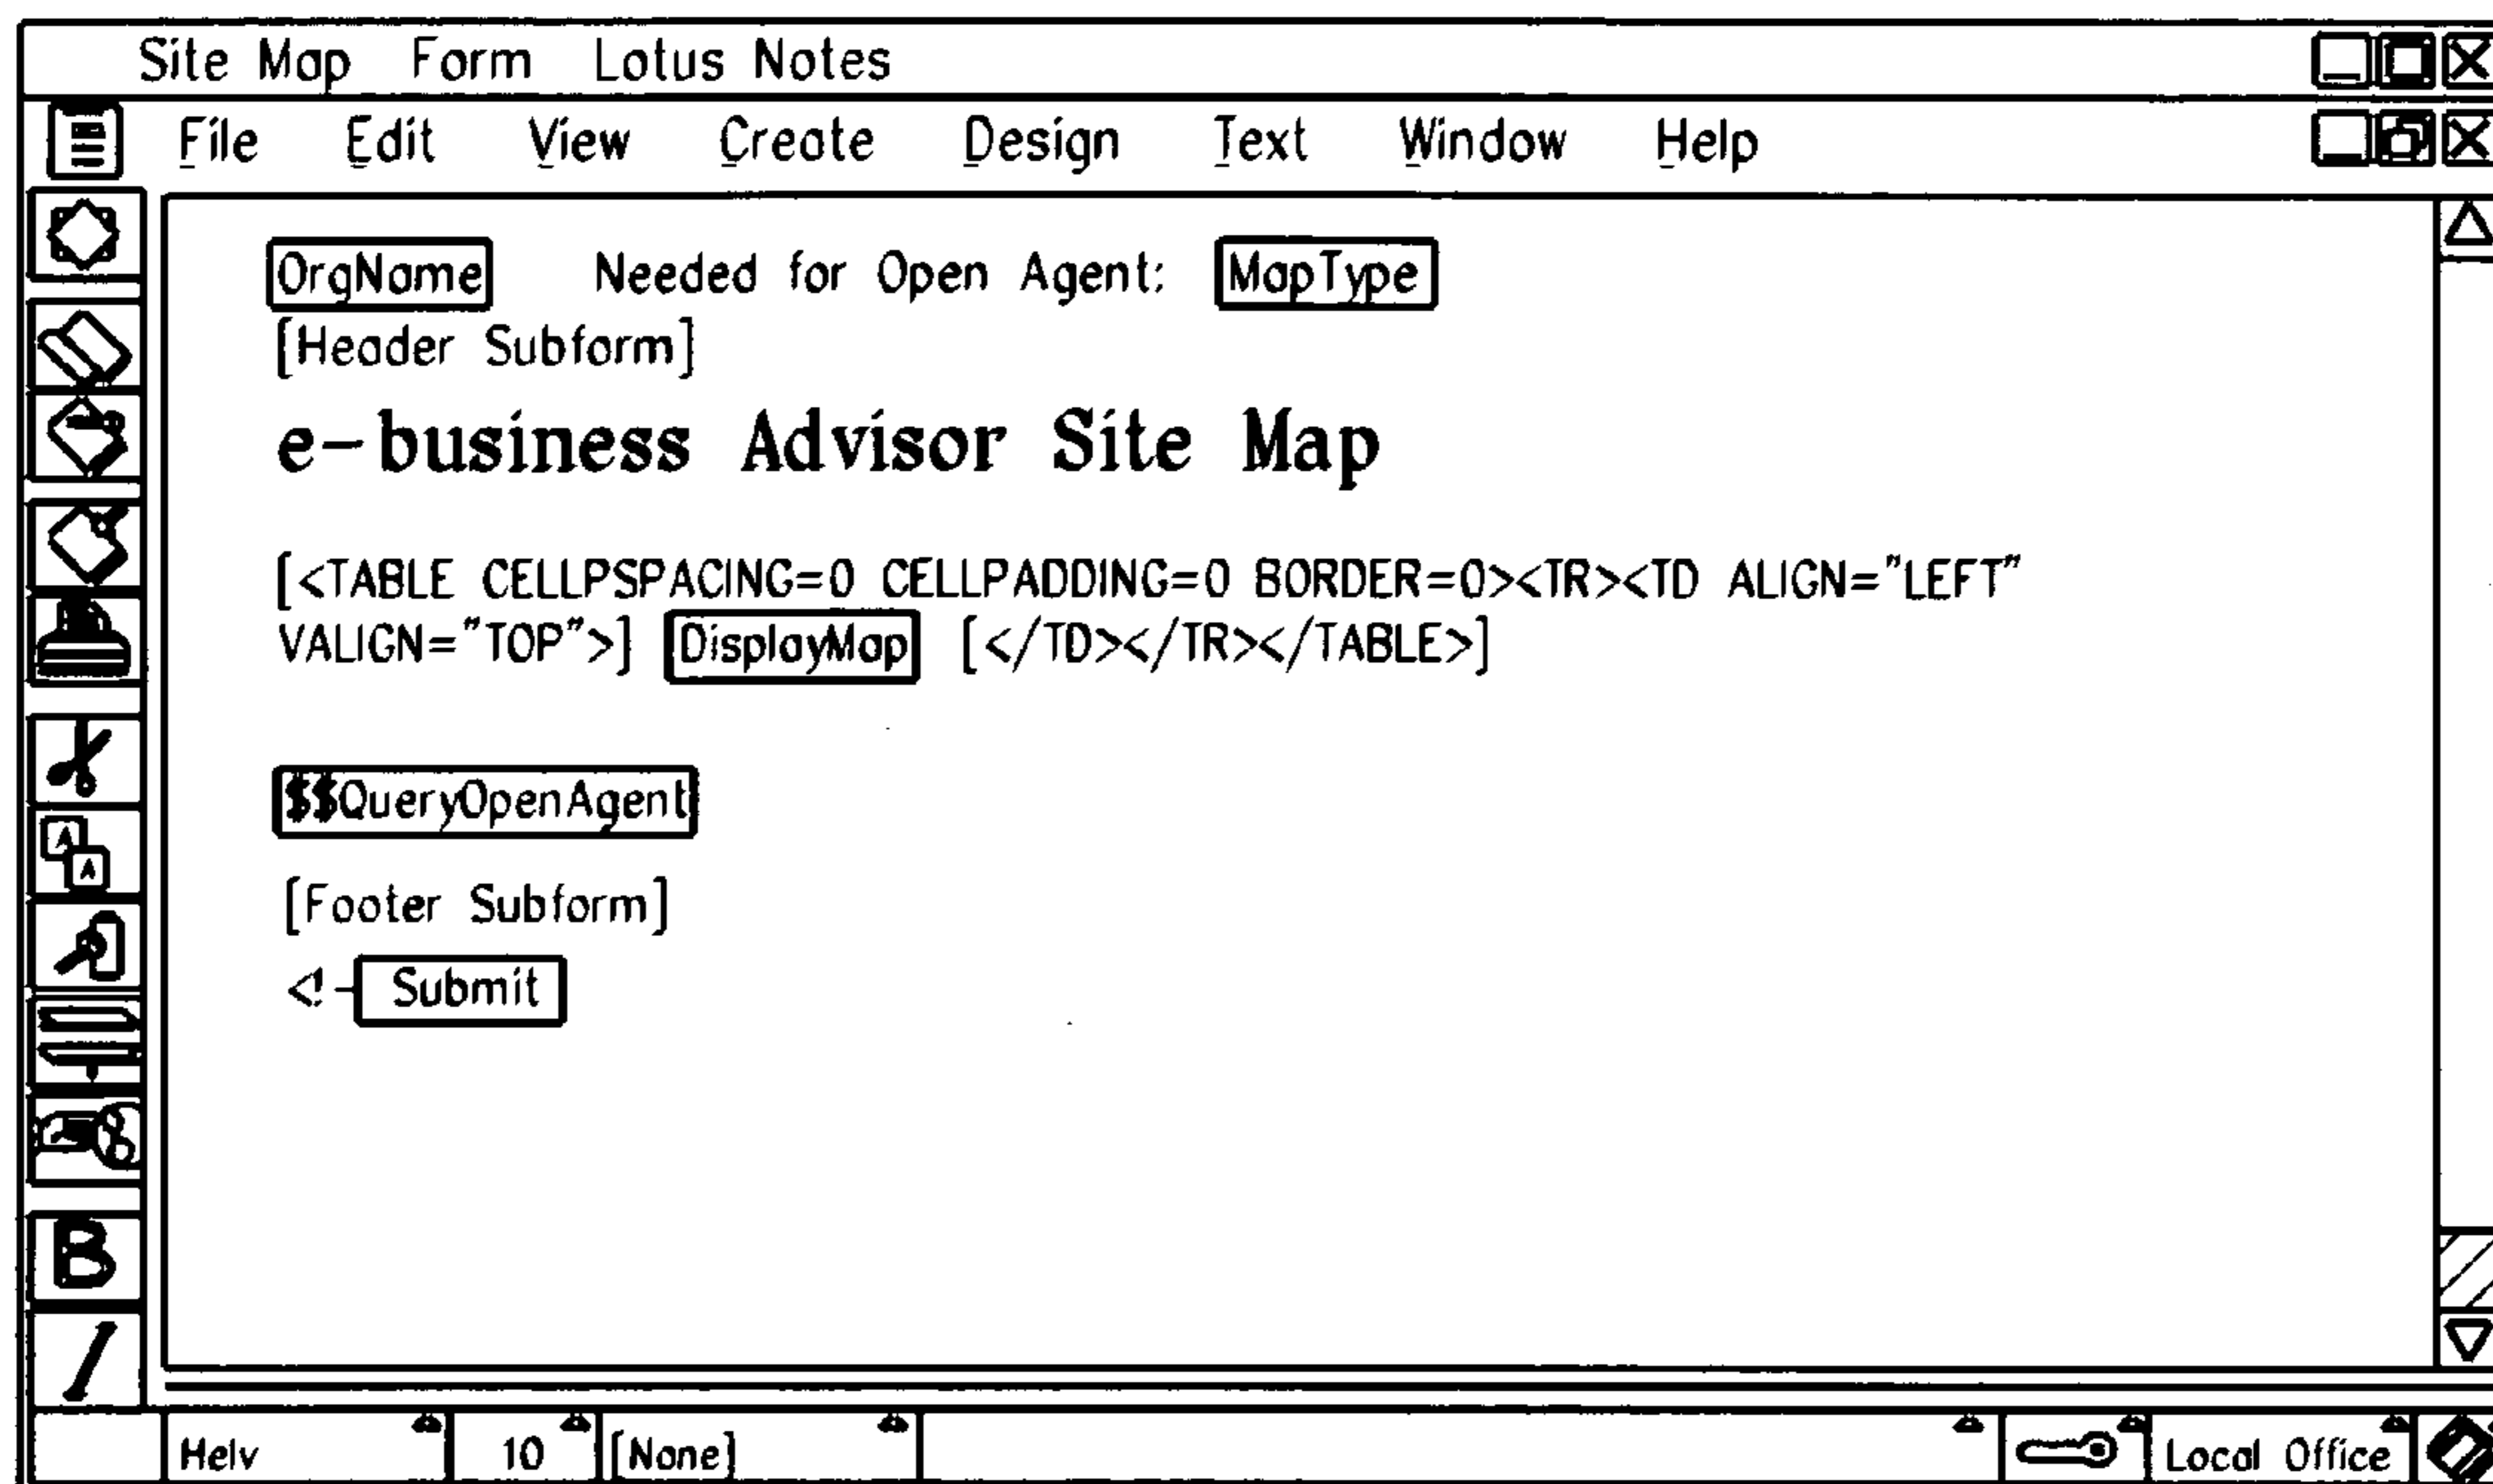 Site Map Form Lotus Notes
File Edit View Create Design Text Window Help
OrgName Needed for Open Agent: MapType
[Header Subform]
e-business Advisor Site Map
[<TABLE CELLPSPACING=0 CELLPADDING=0 BORDER=0><TR><TD ALIGN="LEFT"
VALIGN="TOP">] DisplayMap [</TD></TR></TABLE>]
$$QueryOpenAgent
[Footer Subform]
<!- Submit
B
I
Helv 10 [None] Local Office